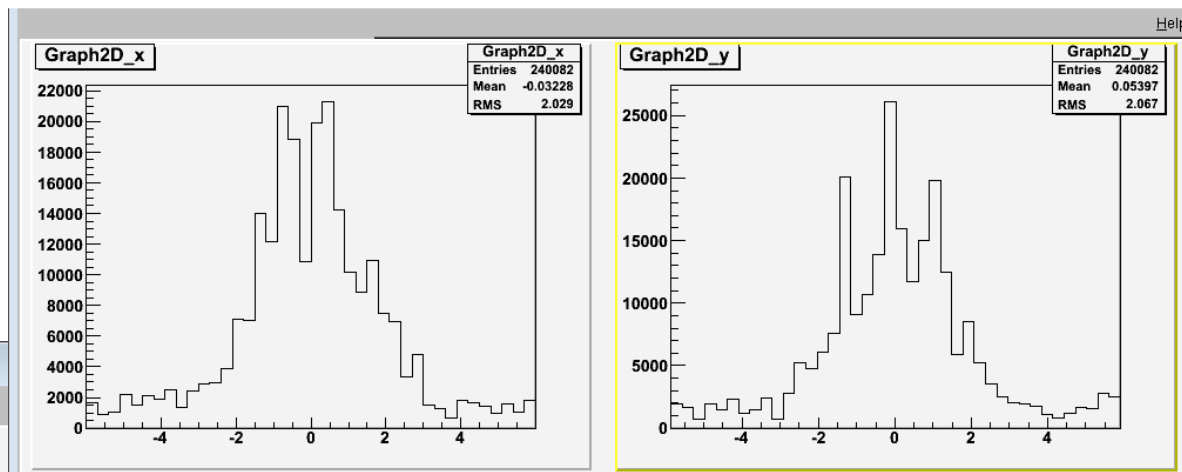 Help
Graph2D_x
Graph2D_x
Entries 240082
Mean -0.03228
RMS 2.029
22000
20000
18000
16000
14000
12000
10000
8000
6000
4000
2000
0
-4 -2 0 2 4
Graph2D_y
Graph2D_y
Entries 240082
Mean 0.05397
RMS 2.067
25000
20000
15000
10000
5000
0
-4 -2 0 2 4